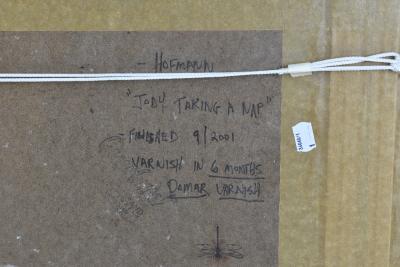 - HOFMANN
"JODY TAKING A NAP"
- FINISHED 9/2001
VARNISH IN 6 MONTHS
DAMAR VARNISH